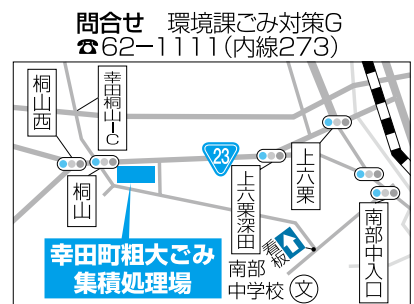 問合せ　環境課ごみ対策G
☎62−1111(内線273)
桐山西
幸田桐山IC
桐山
23
上六栗深田
上六栗
南部中入口
看板
南部
中学校
文
幸田町粗大ごみ
集積処理場